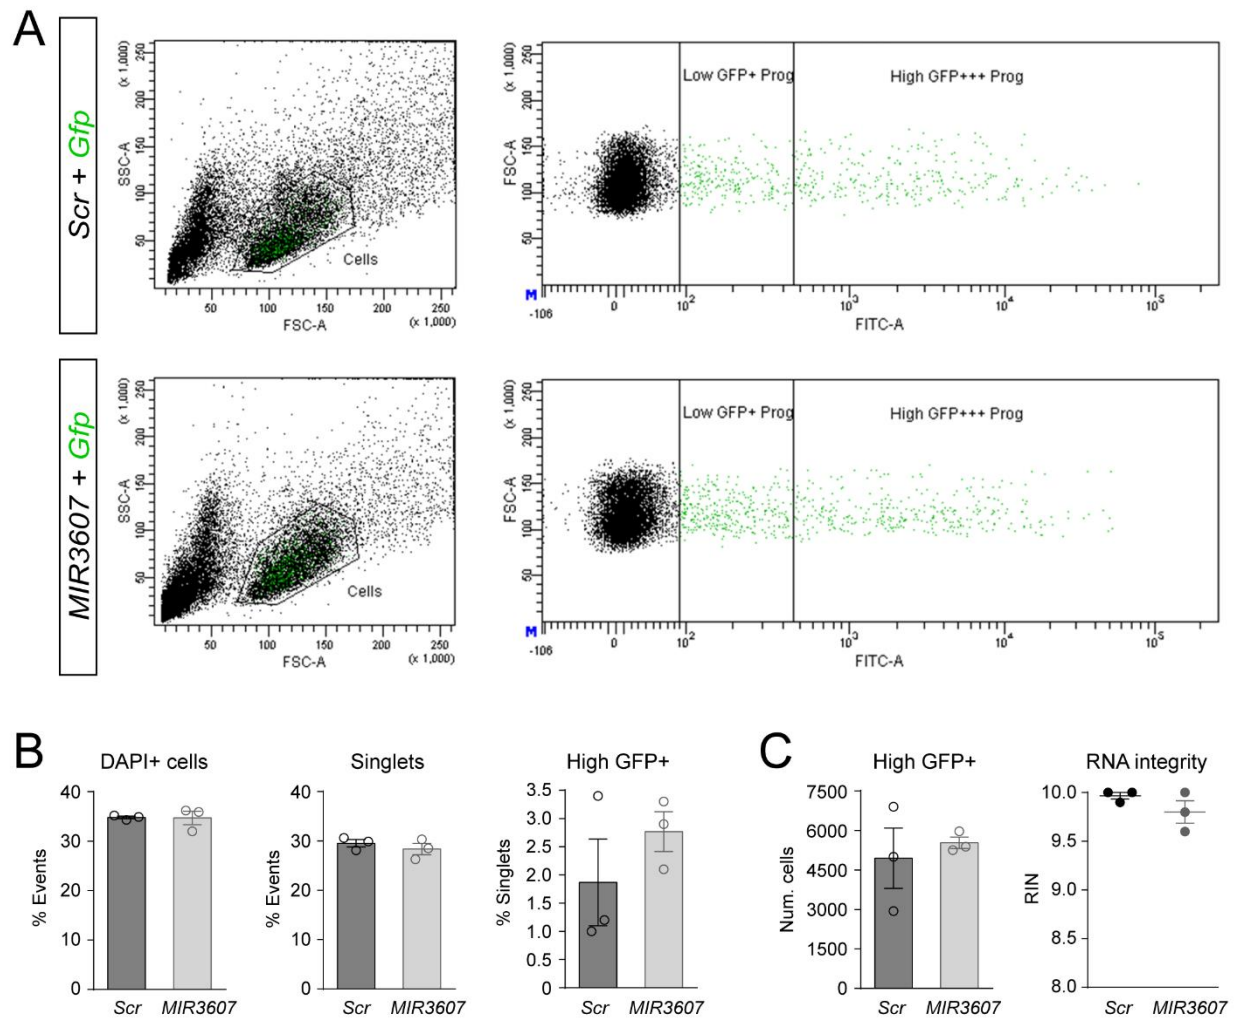 A
Scr + Gfp
(x 1,000)
250
200
150
100
50
SSC-A
Cells
50 100 150 200 250
FSC-A
(x 1,000)
(x 1,000)
250
200
150
100
50
FSC-A
Low GFP+ Prog
High GFP+++ Prog
M
-106
0 10² 10³ 10⁴ 10⁵
FITC-A
MIR3607 + Gfp
(x 1,000)
250
200
150
100
50
SSC-A
Cells
50 100 150 200 250
FSC-A
(x 1,000)
(x 1,000)
250
200
150
100
50
FSC-A
Low GFP+ Prog
High GFP+++ Prog
M
-106
0 10² 10³ 10⁴ 10⁵
FITC-A
B
DAPI+ cells
% Events
40
30
20
10
0
Scr MIR3607
Singlets
% Events
40
30
20
10
0
Scr MIR3607
High GFP+
% Singlets
3.5
3.0
2.5
2.0
1.5
1.0
0.5
0
Scr MIR3607
C
High GFP+
Num. cells
7500
6000
4500
3000
1500
0
Scr MIR3607
RNA integrity
RIN
10.0
9.5
9.0
8.5
8.0
Scr MIR3607